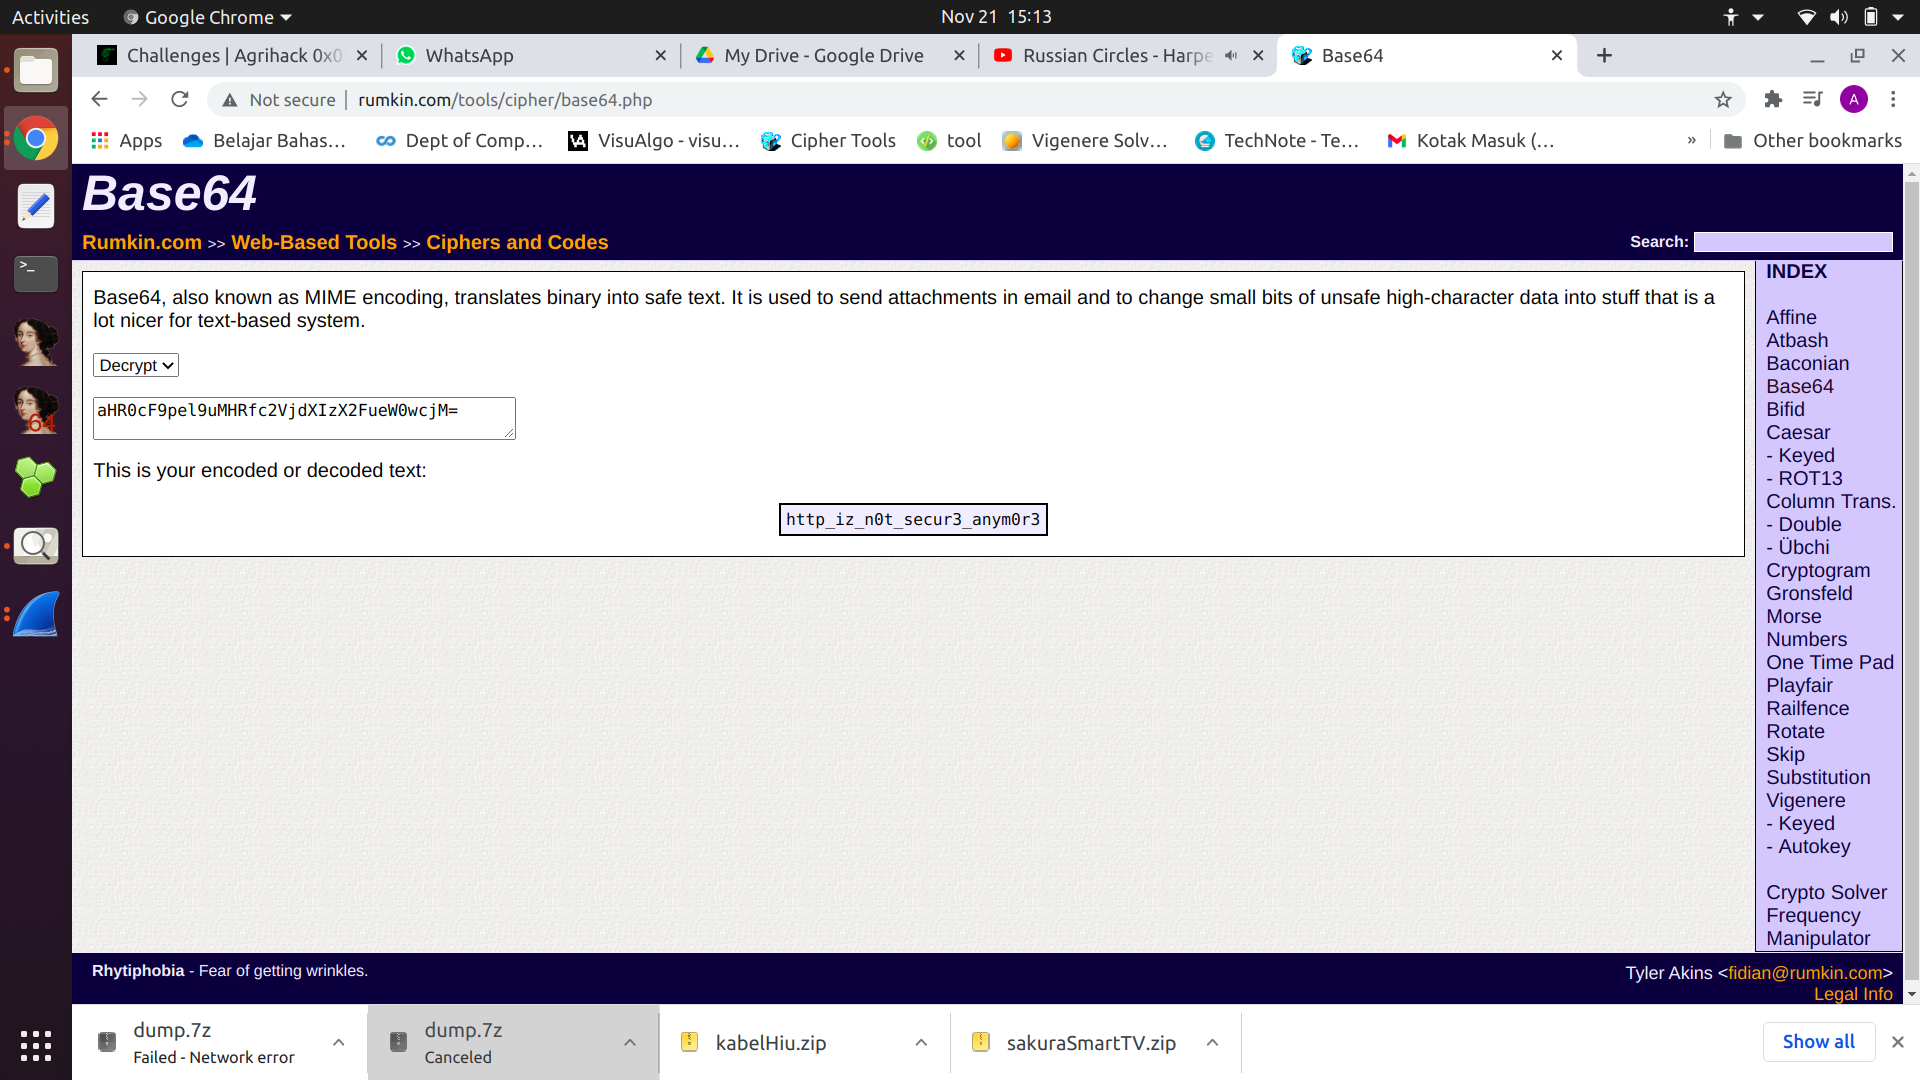 Activities
Google Chrome
Nov 21 15:13
Challenges | Agrihack 0x0
WhatsApp
My Drive - Google Drive
Russian Circles - Harpe
Base64
Not secure
rumkin.com/tools/cipher/base64.php
Apps
Belajar Bahas...
Dept of Comp...
VisuAlgo - visu...
Cipher Tools
tool
Vigenere Solv...
TechNote - Te...
Kotak Masuk (...
»
Other bookmarks
Base64
Rumkin.com >> Web-Based Tools >> Ciphers and Codes
Search:
Base64, also known as MIME encoding, translates binary into safe text. It is used to send attachments in email and to change small bits of unsafe high-character data into stuff that is a
lot nicer for text-based system.
Decrypt
aHR0cF9pel9uMHRfc2VjdXIzX2FueW0wcjM=
This is your encoded or decoded text:
http_iz_n0t_secur3_anym0r3
INDEX
Affine
Atbash
Baconian
Base64
Bifid
Caesar
- Keyed
- ROT13
Column Trans.
- Double
- Übchi
Cryptogram
Gronsfeld
Morse
Numbers
One Time Pad
Playfair
Railfence
Rotate
Skip
Substitution
Vigenere
- Keyed
- Autokey
Crypto Solver
Frequency
Manipulator
Rhytiphobia - Fear of getting wrinkles.
Tyler Akins <fidian@rumkin.com>
Legal Info
dump.7z
Failed - Network error
dump.7z
Canceled
kabelHiu.zip
sakuraSmartTV.zip
Show all
A
64
>_